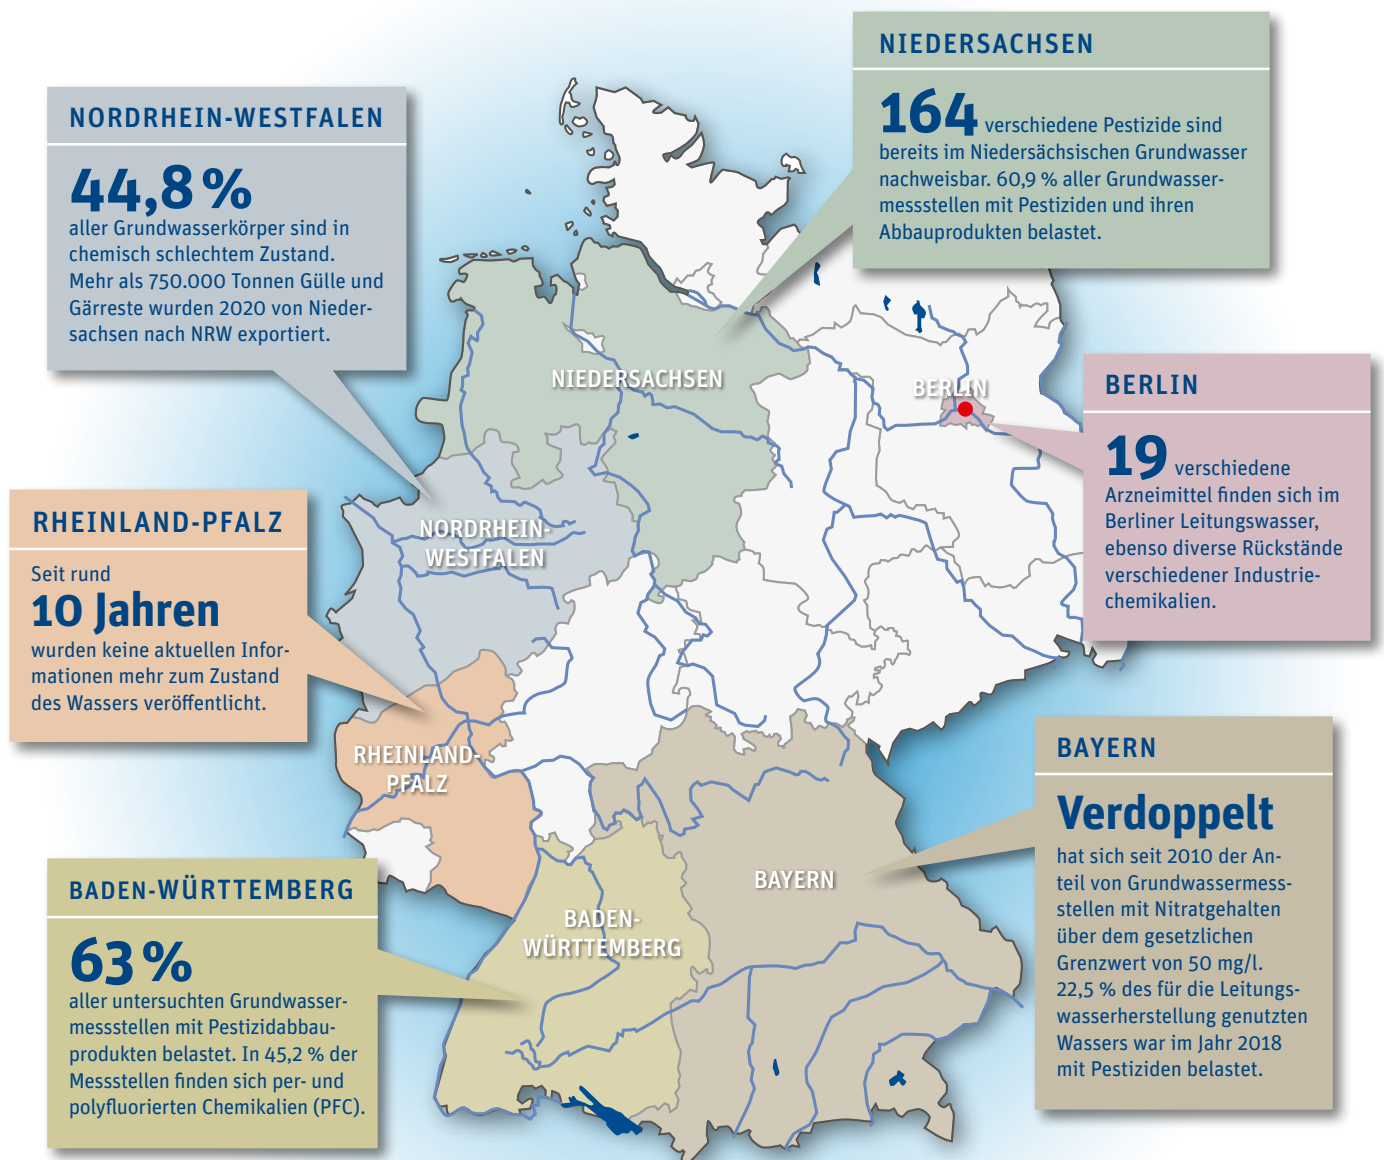 NIEDERSACHSEN
164 verschiedene Pestizide sind
bereits im Niedersächsischen Grundwasser
nachweisbar. 60,9 % aller Grundwasser-
messstellen mit Pestiziden und ihren
Abbauprodukten belastet.
NORDRHEIN-WESTFALEN
44,8 %
aller Grundwasserkörper sind in
chemisch schlechtem Zustand.
Mehr als 750.000 Tonnen Gülle und
Gärreste wurden 2020 von Nieder-
sachsen nach NRW exportiert.
BERLIN
19 verschiedene
Arzneimittel finden sich im
Berliner Leitungswasser,
ebenso diverse Rückstände
verschiedener Industrie-
chemikalien.
RHEINLAND-PFALZ
Seit rund
10 Jahren
wurden keine aktuellen Infor-
mationen mehr zum Zustand
des Wassers veröffentlicht.
BAYERN
Verdoppelt
hat sich seit 2010 der An-
teil von Grundwassermess-
stellen mit Nitratgehalten
über dem gesetzlichen
Grenzwert von 50 mg/l.
22,5 % des für die Leitungs-
wasserherstellung genutzten
Wassers war im Jahr 2018
mit Pestiziden belastet.
BADEN-WÜRTTEMBERG
63 %
aller untersuchten Grundwasser-
messstellen mit Pestizidabbau-
produkten belastet. In 45,2 % der
Messstellen finden sich per- und
polyfluorierten Chemikalien (PFC).
NIEDERSACHSEN
BERLIN
NORDRHEIN-
WESTFALEN
RHEINLAND-
PFALZ
BAYERN
BADEN-
WÜRTTEMBERG